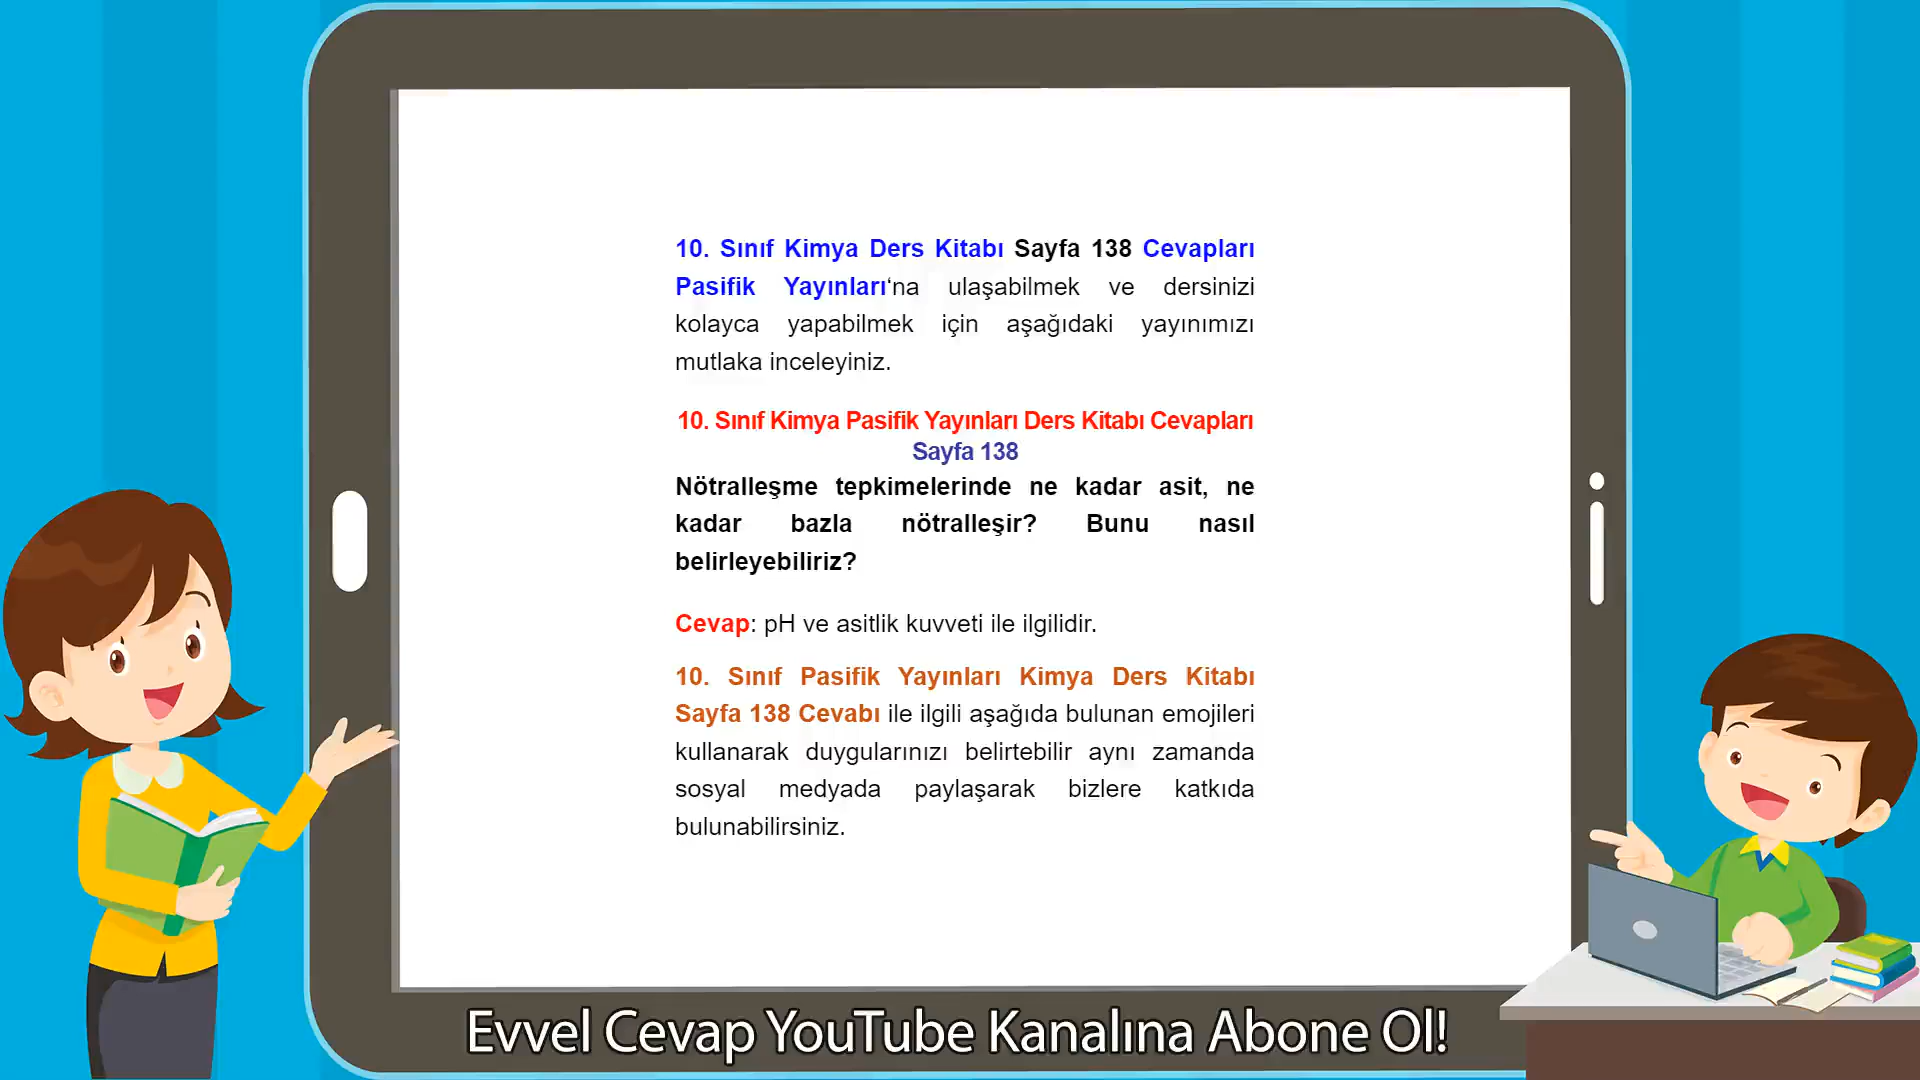 10. Sınıf Kimya Ders Kitabı Sayfa 138 Cevapları
Pasifik Yayınları‘na ulaşabilmek ve dersinizi
kolayca yapabilmek için aşağıdaki yayınımızı
mutlaka inceleyiniz.
10. Sınıf Kimya Pasifik Yayınları Ders Kitabı Cevapları
Sayfa 138
Nötralleşme tepkimelerinde ne kadar asit, ne
kadar bazla nötralleşir? Bunu nasıl
belirleyebiliriz?
Cevap: pH ve asitlik kuvveti ile ilgilidir.
10. Sınıf Pasifik Yayınları Kimya Ders Kitabı
Sayfa 138 Cevabı ile ilgili aşağıda bulunan emojileri
kullanarak duygularınızı belirtebilir aynı zamanda
sosyal medyada paylaşarak bizlere katkıda
bulunabilirsiniz.
Evvel Cevap YouTube Kanalına Abone Ol!